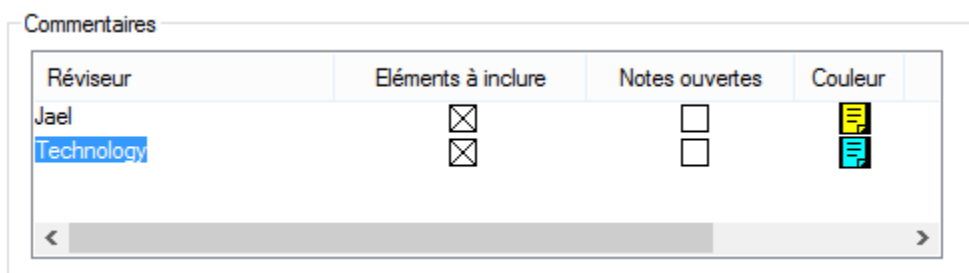 Commentaires
Réviseur Eléments à inclure Notes ouvertes Couleur
Jael
Technology